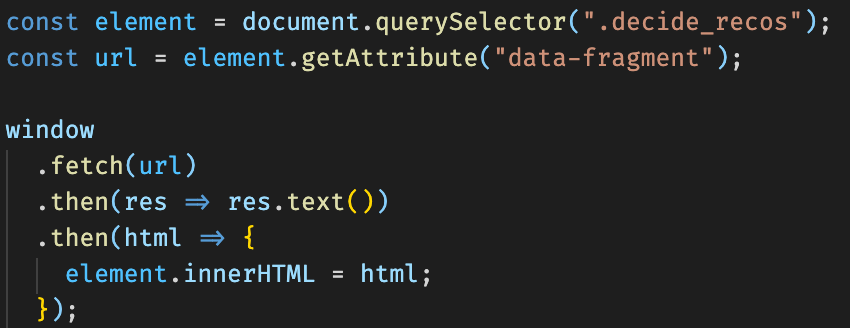 const element = document.querySelector(".decide_recos");
const url = element.getAttribute("data-fragment");
window
.fetch(url)
.then(res => res.text())
.then(html => {
element.innerHTML = html;
});